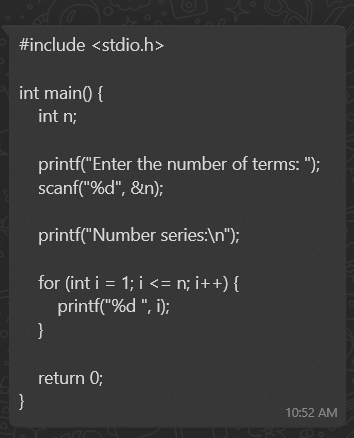 #include <stdio.h>

int main() {
    int n;

    printf("Enter the number of terms: ");
    scanf("%d", &n);

    printf("Number series:\n");

    for (int i = 1; i <= n; i++) {
        printf("%d ", i);
    }

    return 0;
}
10:52 AM